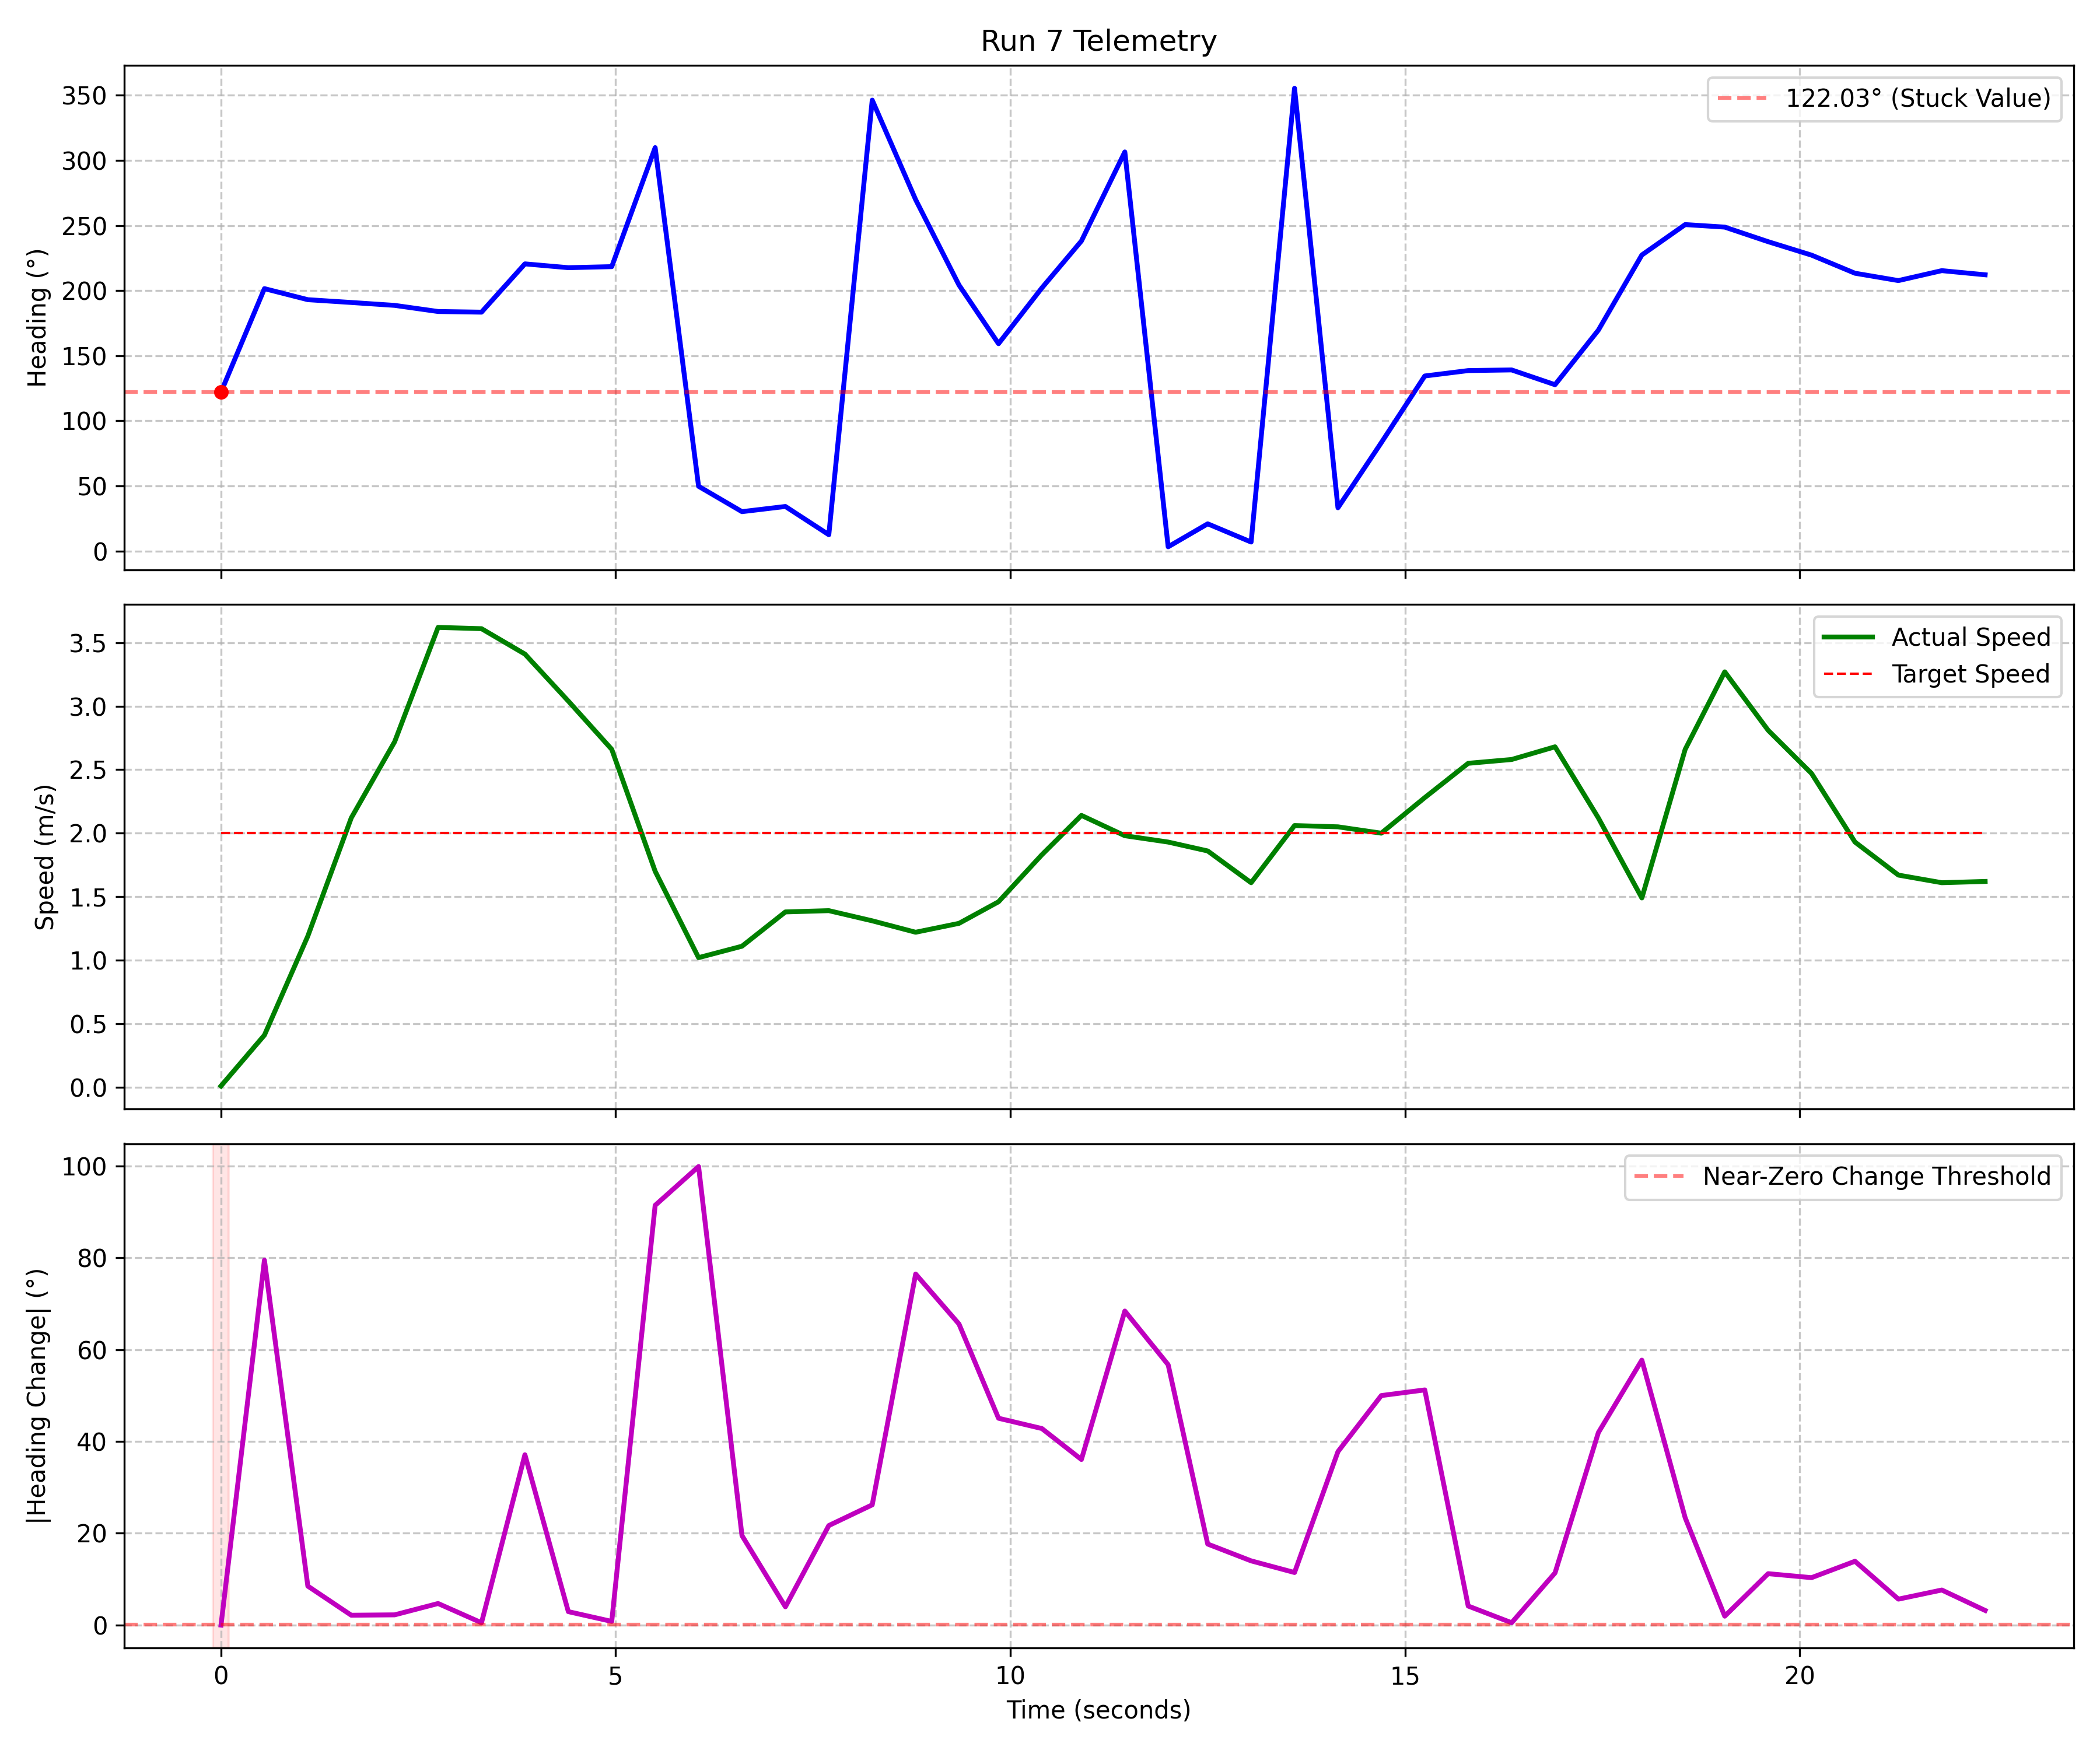 Run 7 Telemetry
350
300
250
200
150
100
50
0
Heading (°)
122.03° (Stuck Value)
3.5
3.0
2.5
2.0
1.5
1.0
0.5
0.0
Speed (m/s)
Actual Speed
Target Speed
100
80
60
40
20
0
|Heading Change| (°)
Near-Zero Change Threshold
0 5 10 15 20
Time (seconds)